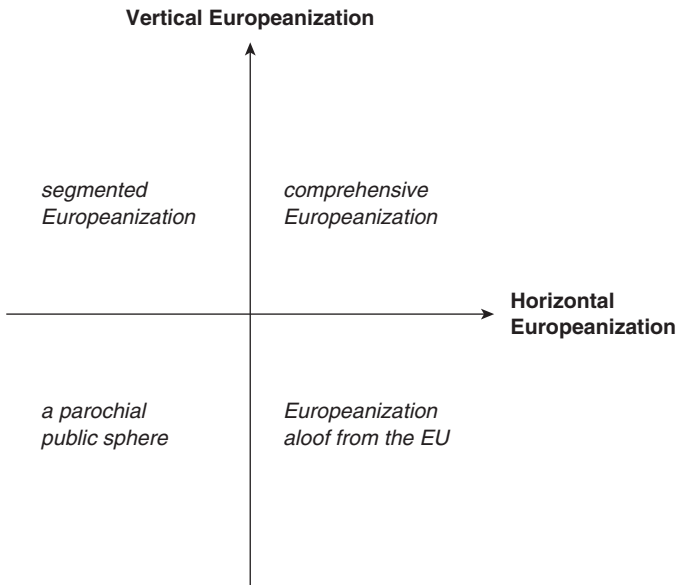 Vertical Europeanization
segmented
Europeanization
comprehensive
Europeanization
Horizontal
Europeanization
a parochial
public sphere
Europeanization
aloof from the EU